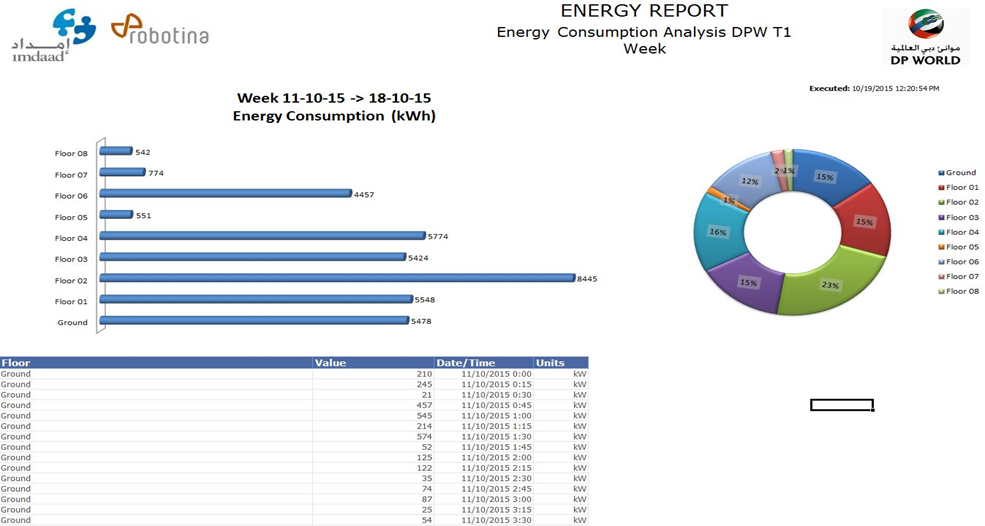 إمداد
imdaad
robotina
ENERGY REPORT
Energy Consumption Analysis DPW T1
Week
موانئ دبي العالمية
DP WORLD
Executed: 10/19/2015 12:20:54 PM
Week 11-10-15 -> 18-10-15
Energy Consumption (kWh)
Floor 08 542
Floor 07 774
Floor 06 4457
Floor 05 551
Floor 04 5774
Floor 03 5424
Floor 02 8445
Floor 01 5548
Ground 5478
15%
15%
23%
15%
16%
1%
12%
2%
1%
Ground
Floor 01
Floor 02
Floor 03
Floor 04
Floor 05
Floor 06
Floor 07
Floor 08
Floor Value Date/Time Units
Ground 210 11/10/2015 0:00 kW
Ground 245 11/10/2015 0:15 kW
Ground 21 11/10/2015 0:30 kW
Ground 457 11/10/2015 0:45 kW
Ground 545 11/10/2015 1:00 kW
Ground 214 11/10/2015 1:15 kW
Ground 574 11/10/2015 1:30 kW
Ground 52 11/10/2015 1:45 kW
Ground 125 11/10/2015 2:00 kW
Ground 122 11/10/2015 2:15 kW
Ground 35 11/10/2015 2:30 kW
Ground 74 11/10/2015 2:45 kW
Ground 87 11/10/2015 3:00 kW
Ground 25 11/10/2015 3:15 kW
Ground 54 11/10/2015 3:30 kW